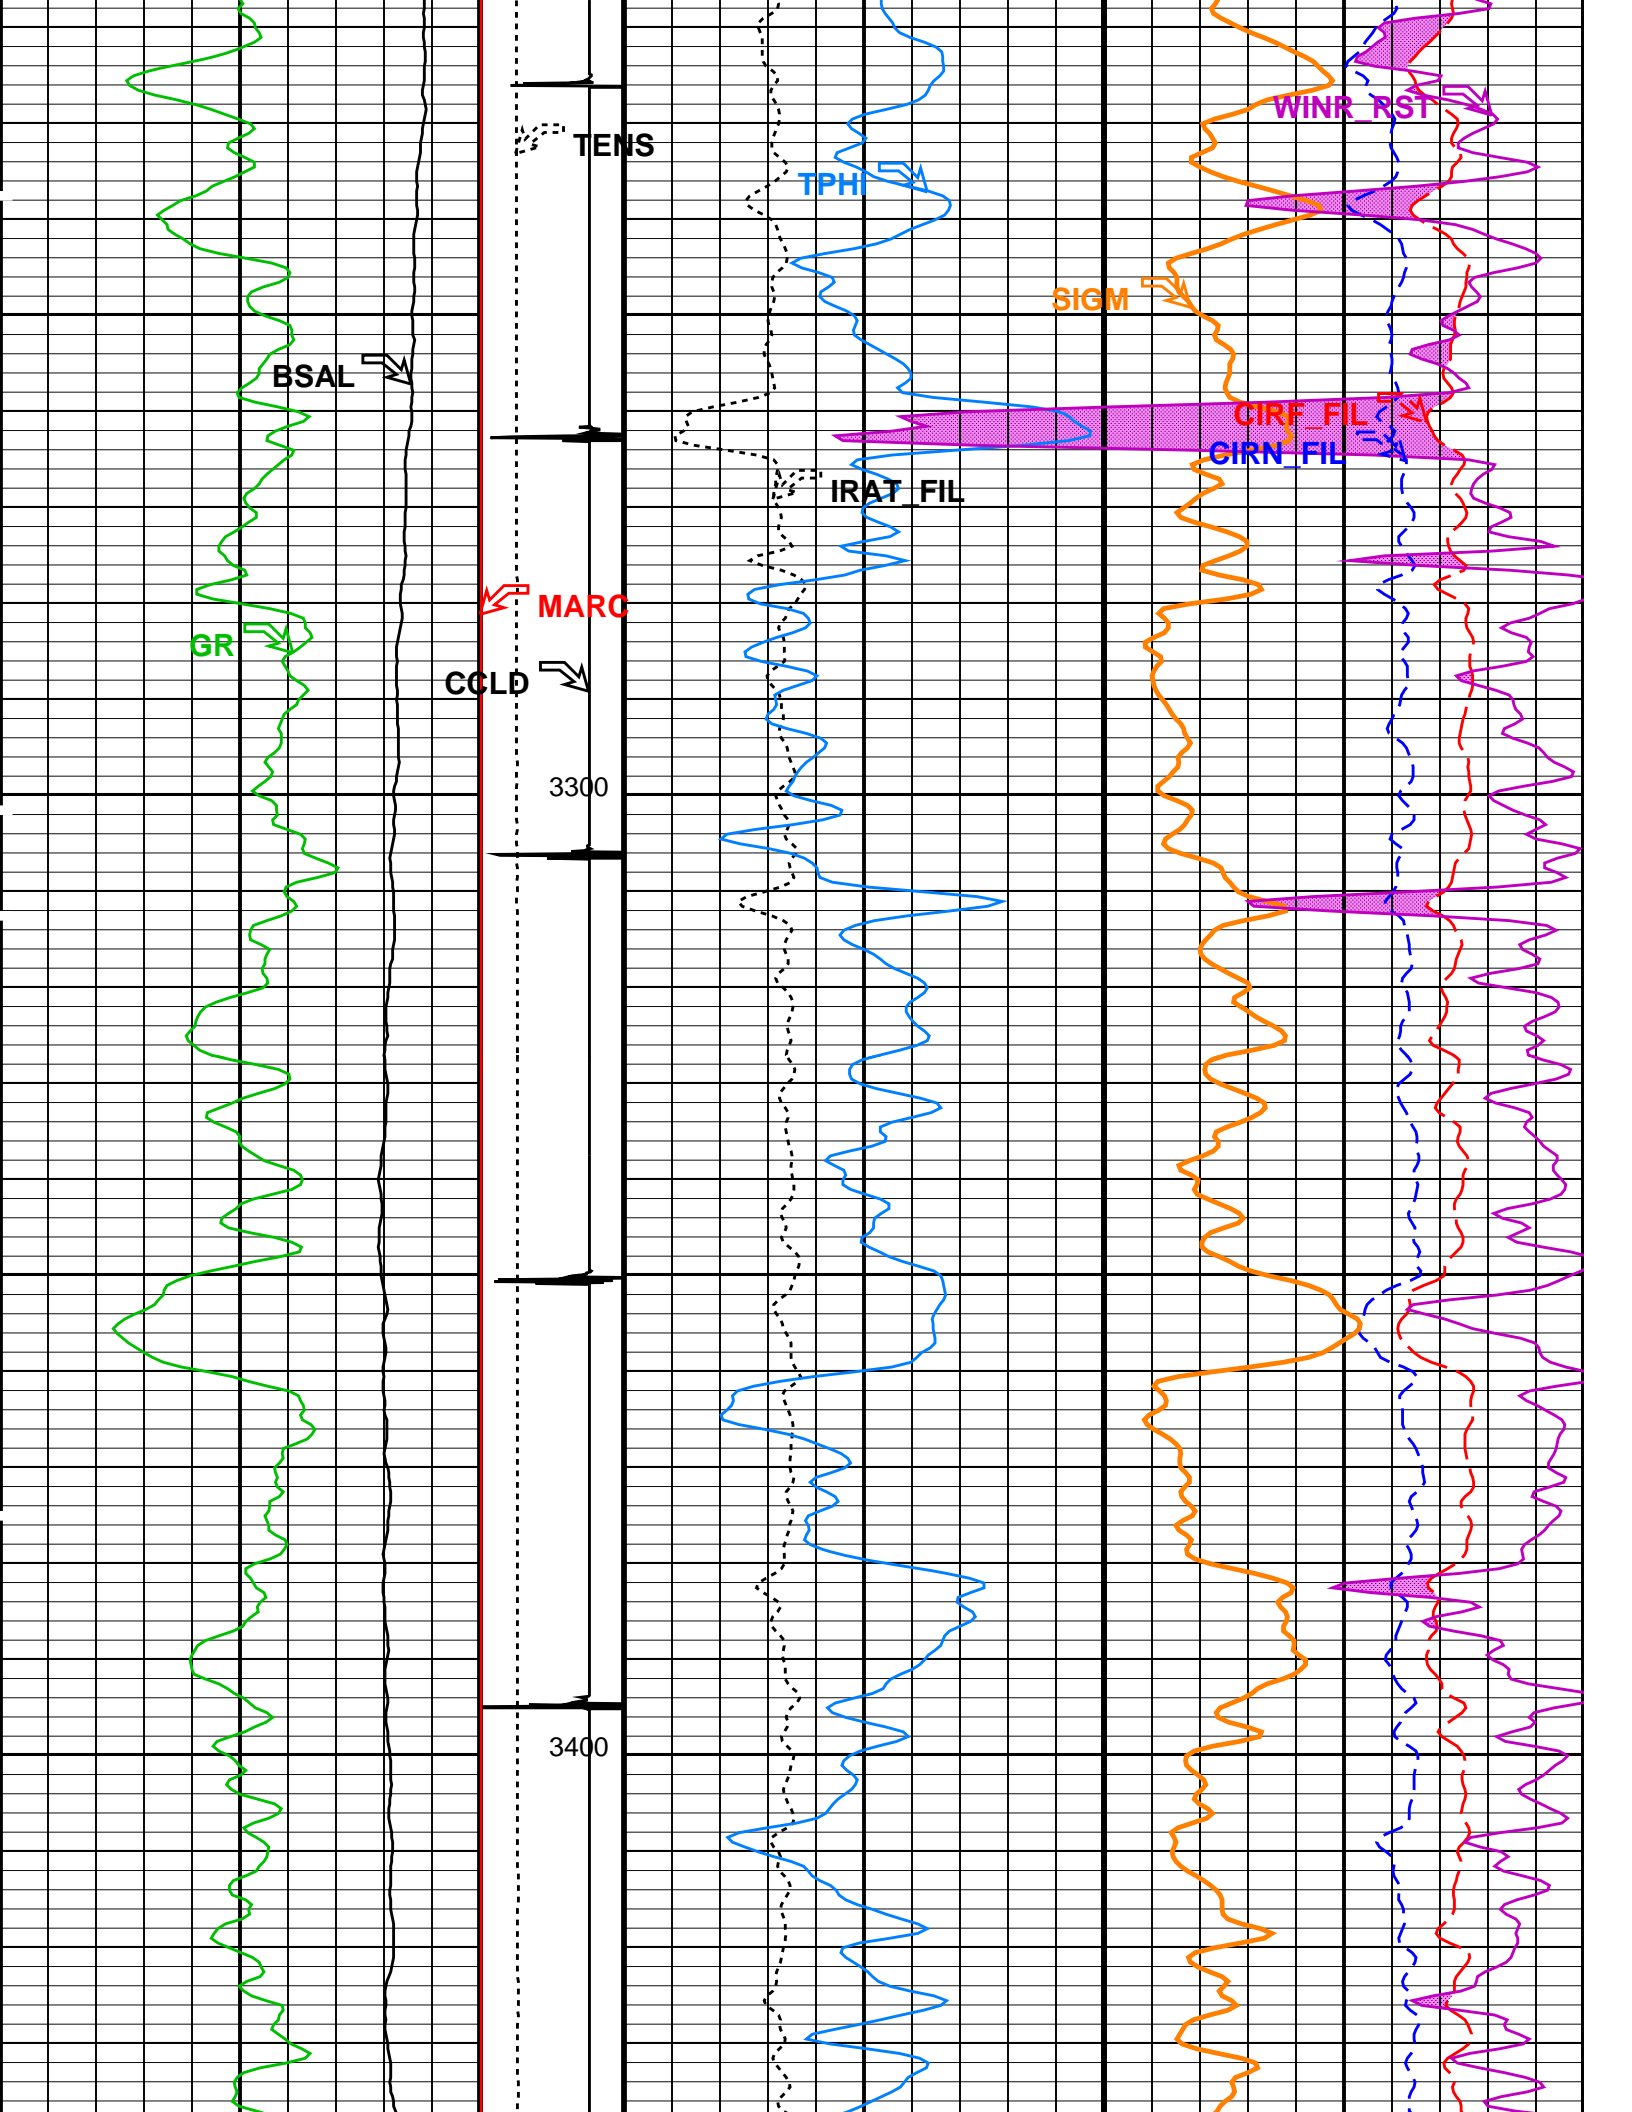 WINR_RST
TENS
TPHI
SIGM
BSAL
CIRF_FIL
CIRN_FIL
IRAT_FIL
MARC
GR
CCLD
3300
3400